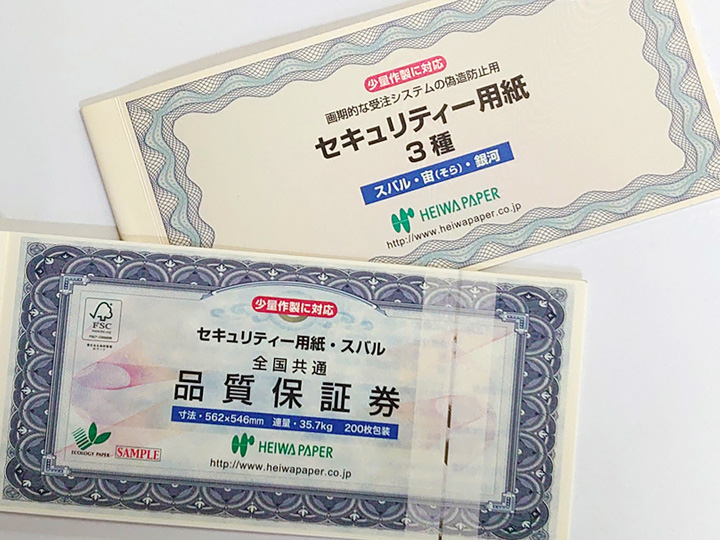 少量作製に対応
画期的な受注システムの偽造防止用
セキュリティー用紙
3種
スバル・宙(そら)・銀河
HEIWA PAPER
http://www.heiwapaper.co.jp
少量作製に対応
FSC
セキュリティー用紙・スバル
全国共通
品質保証券
寸法・562×546mm 連量・35.7kg 200枚包装
ECOLOGY PAPER SAMPLE
HEIWA PAPER
http://www.heiwapaper.co.jp